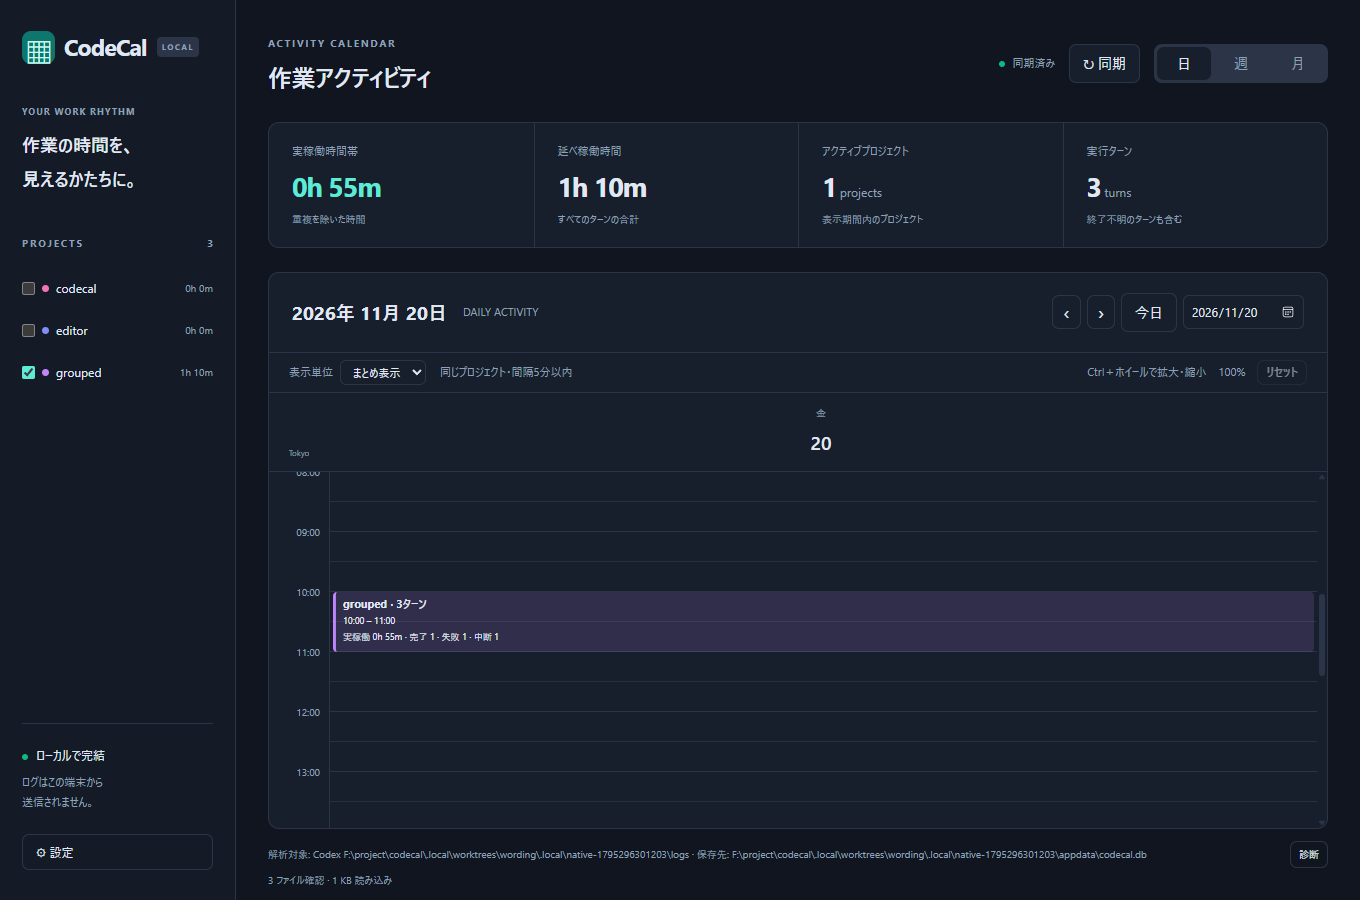 CodeCal LOCAL
YOUR WORK RHYTHM
作業の時間を、
見えるかたちに。
PROJECTS 3
codecal 0h 0m
editor 0h 0m
grouped 1h 10m
ローカルで完結
ログはこの端末から
送信されません。
⚙ 設定
ACTIVITY CALENDAR
作業アクティビティ
同期済み
↻ 同期
日 週 月
実稼働時間帯
0h 55m
重複を除いた時間
延べ稼働時間
1h 10m
すべてのターンの合計
アクティブプロジェクト
1 projects
表示期間内のプロジェクト
実行ターン
3 turns
終了不明のターンも含む
2026年 11月 20日 DAILY ACTIVITY
‹ › 今日 2026/11/20
表示単位 まとめ表示 同じプロジェクト・間隔5分以内
Ctrl+ホイールで拡大・縮小 100% リセット
金
20
Tokyo
08:00
09:00
10:00
grouped · 3ターン
10:00 – 11:00
実稼働 0h 55m · 完了 1 · 失敗 1 · 中断 1
11:00
12:00
13:00
解析対象: Codex F:\project\codecal\.local\worktrees\wording\.local\native-1795296301203\logs · 保存先: F:\project\codecal\.local\worktrees\wording\.local\native-1795296301203\appdata\codecal.db
診断
3 ファイル確認 · 1 KB 読み込み